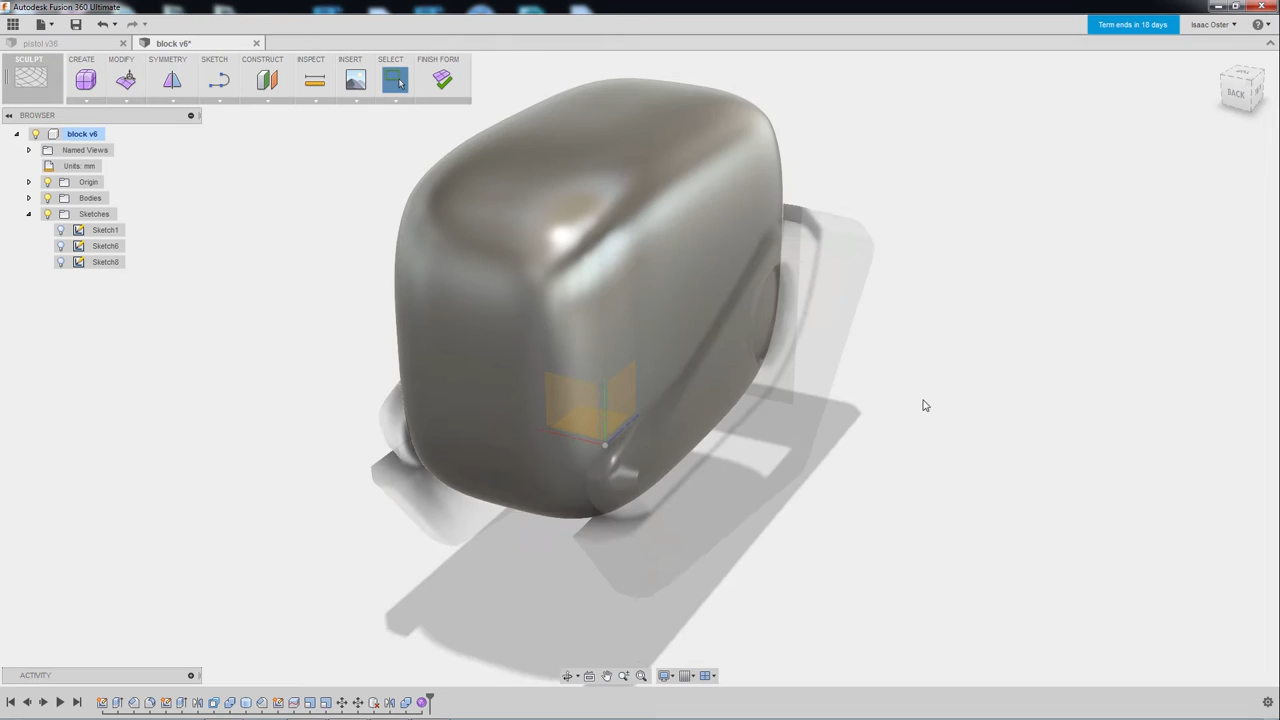 Autodesk Fusion 360 Ultimate
Term ends in 18 days
Isaac Oster
pistol v36
block v6*
SCULPT CREATE MODIFY SYMMETRY SKETCH CONSTRUCT INSPECT INSERT SELECT FINISH FORM
BACK
BROWSER
block v6
Named Views
Units: mm
Origin
Bodies
Sketches
Sketch1
Sketch6
Sketch8
ACTIVITY